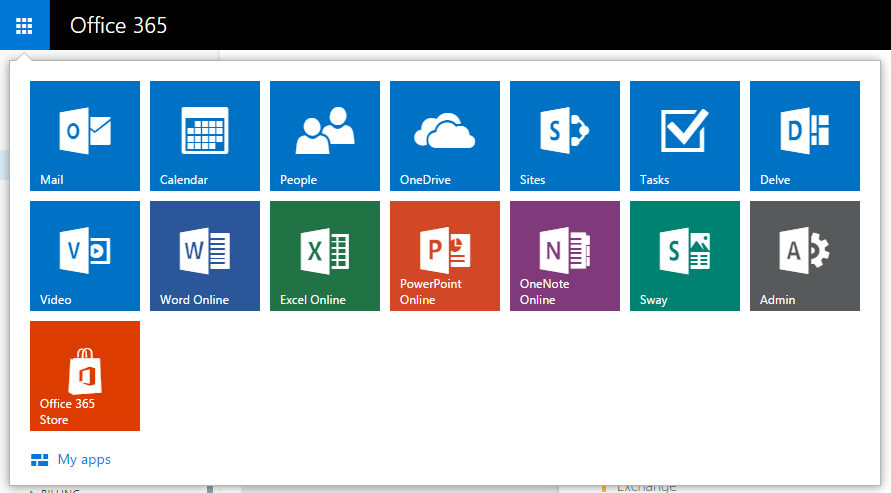 Office 365
Mail
Calendar
People
OneDrive
Sites
Tasks
Delve
Video
Word Online
Excel Online
PowerPoint
Online
OneNote
Online
Sway
Admin
Office 365
Store
My apps
BILLING
Exchange